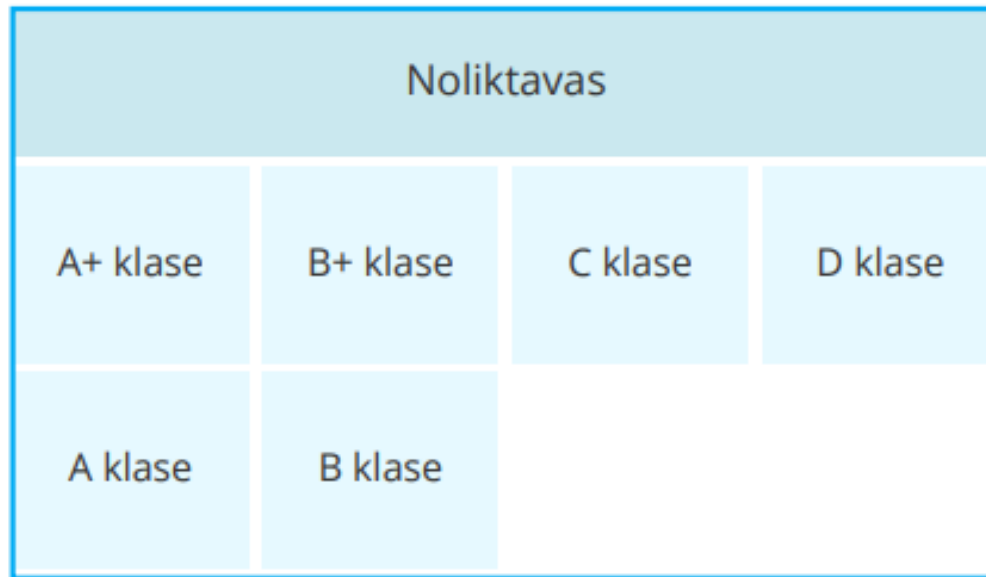 Noliktavas
A+ klase
B+ klase
C klase
D klase
A klase
B klase